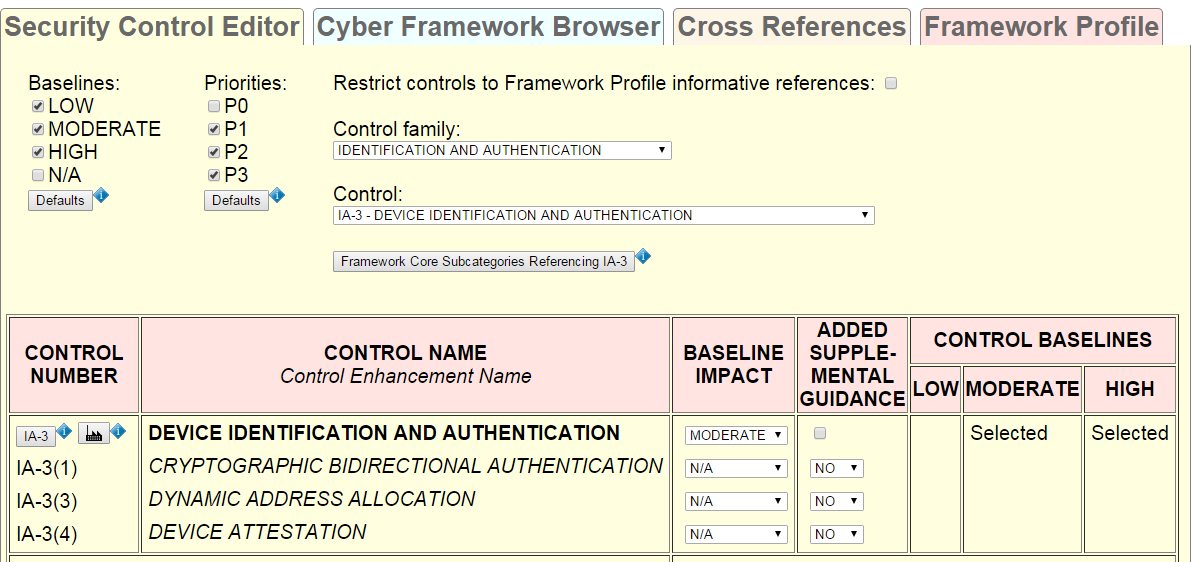 Security Control Editor Cyber Framework Browser Cross References Framework Profile
Baselines: Priorities: Restrict controls to Framework Profile informative references:
LOW P0
MODERATE P1 Control family:
HIGH P2 IDENTIFICATION AND AUTHENTICATION
N/A P3
Defaults i Defaults i Control:
IA-3 - DEVICE IDENTIFICATION AND AUTHENTICATION
Framework Core Subcategories Referencing IA-3 i
CONTROL NUMBER
CONTROL NAME
Control Enhancement Name
BASELINE IMPACT
ADDED
SUPPLE-
MENTAL
GUIDANCE
CONTROL BASELINES
LOW MODERATE HIGH
IA-3 i i DEVICE IDENTIFICATION AND AUTHENTICATION MODERATE Selected Selected
IA-3(1) CRYPTOGRAPHIC BIDIRECTIONAL AUTHENTICATION N/A NO
IA-3(3) DYNAMIC ADDRESS ALLOCATION N/A NO
IA-3(4) DEVICE ATTESTATION N/A NO